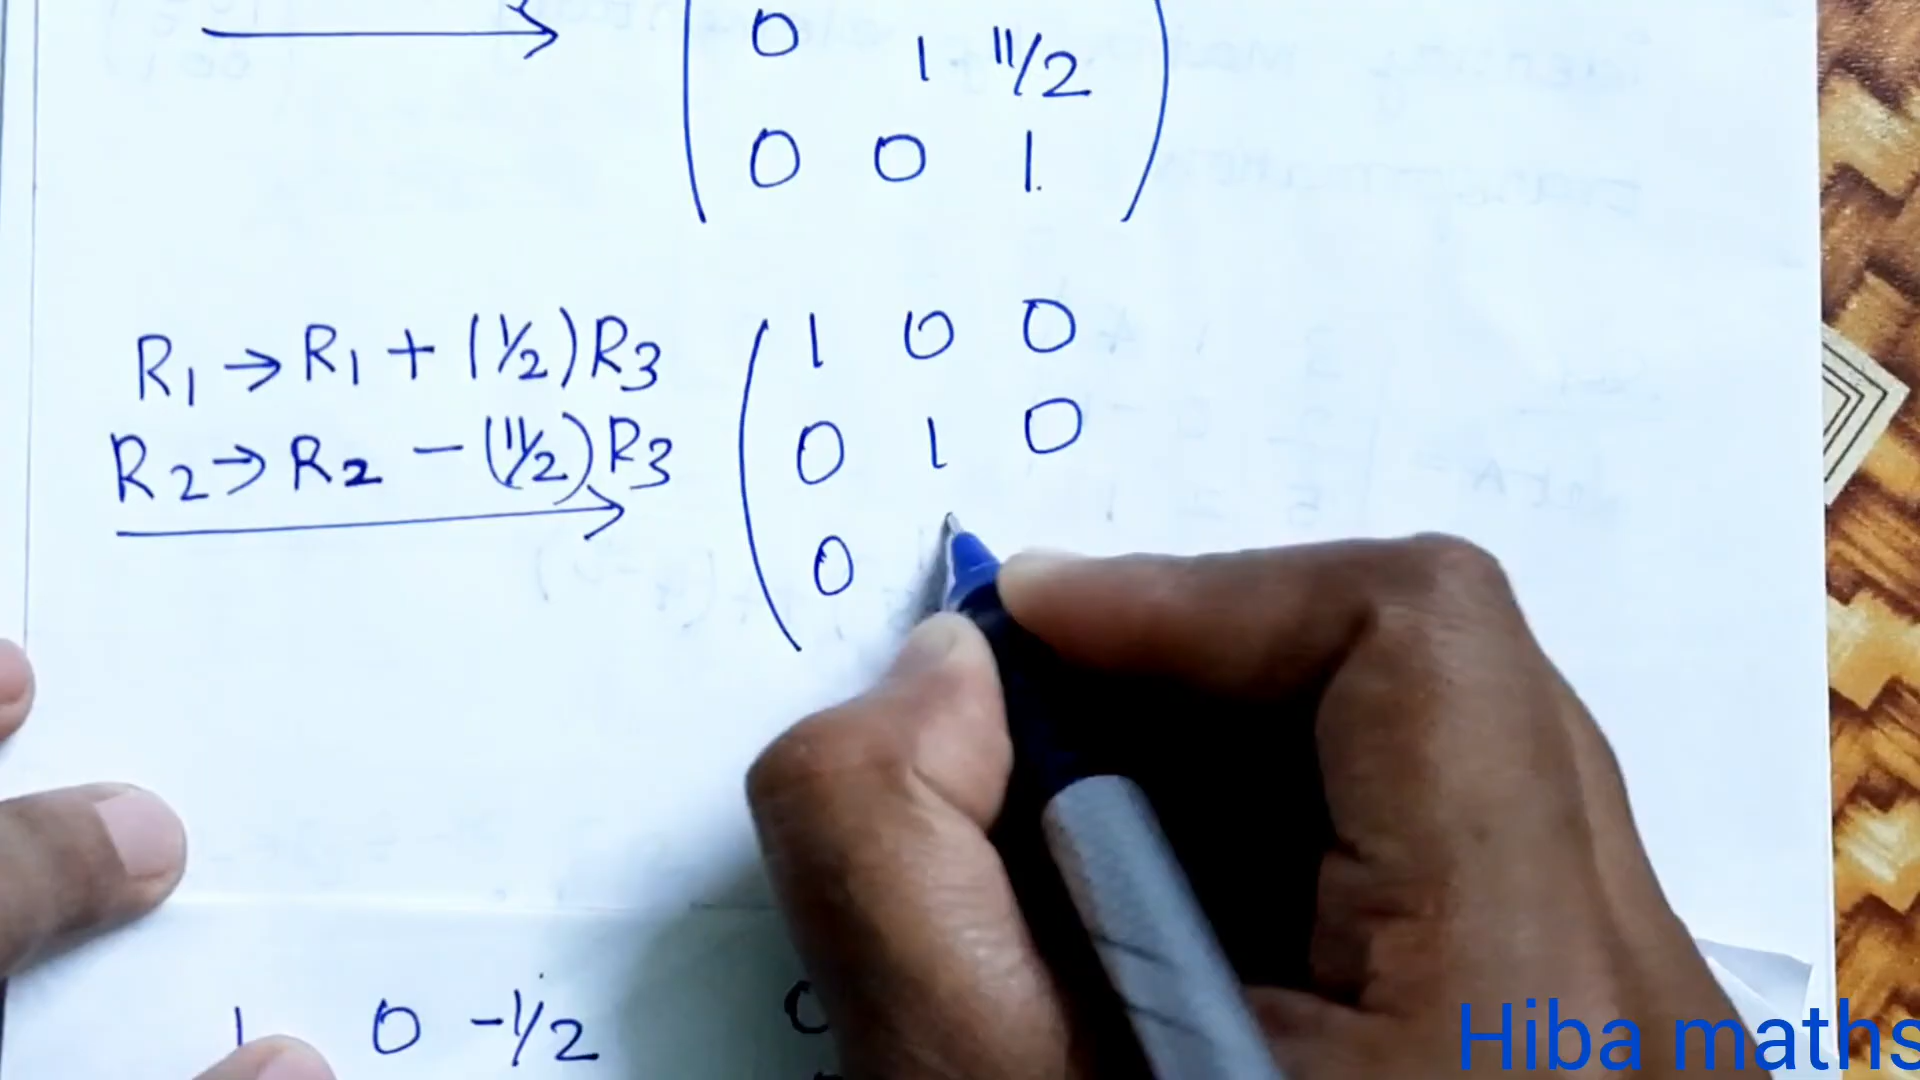 0 1 11/2
0 0 1
R1 → R1 + (1/2)R3
R2 → R2 - (11/2)R3
1 0 0
0 1 0
0
1 0 -1/2
Hiba maths